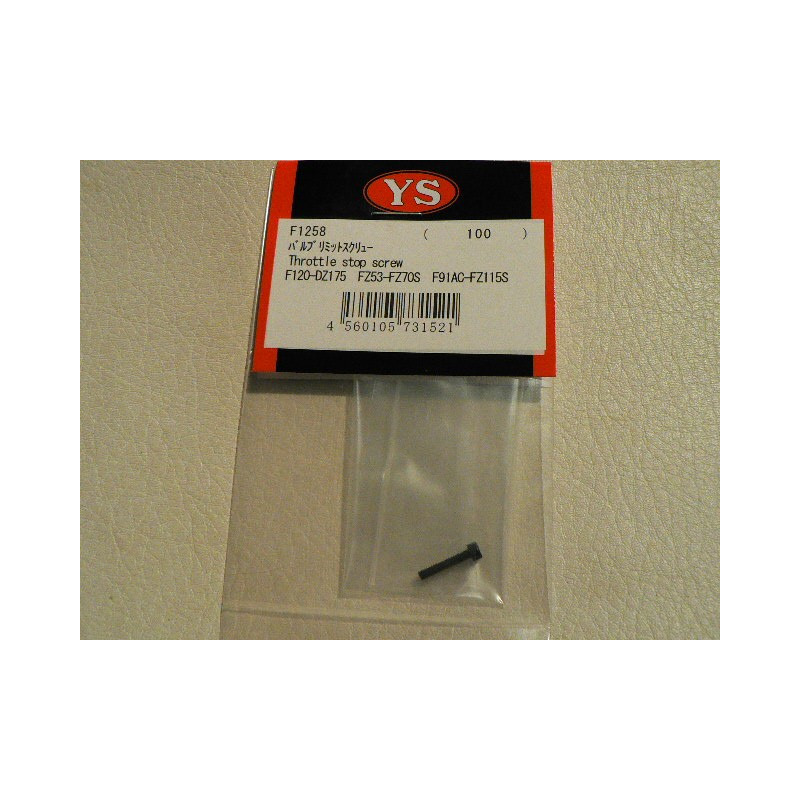 YS
F1258 ( 100 )
ﾊﾞﾙﾌﾞﾘﾐｯﾄｽｸﾘｭｰ
Throttle stop screw
F120-DZ175 FZ53-FZ70S F91AC-FZ115S
4 560105 731521